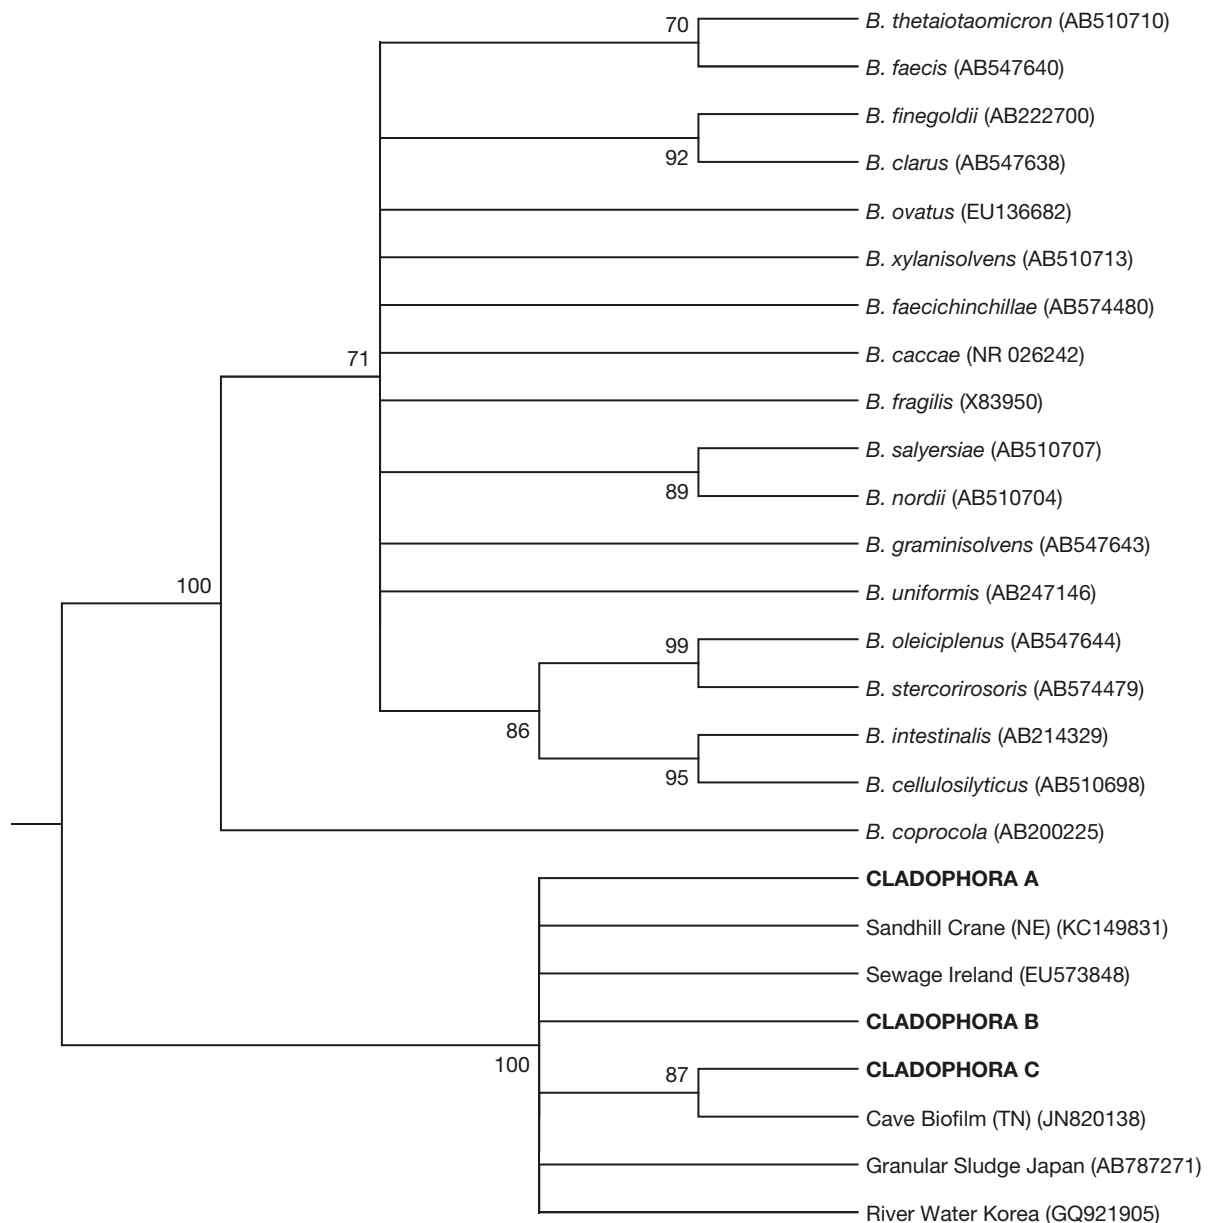 70
B. thetaiotaomicron (AB510710)
B. faecis (AB547640)
B. finegoldii (AB222700)
92
B. clarus (AB547638)
B. ovatus (EU136682)
B. xylanisolvens (AB510713)
B. faecichinchillae (AB574480)
71
B. caccae (NR 026242)
B. fragilis (X83950)
B. salyersiae (AB510707)
89
B. nordii (AB510704)
B. graminisolvens (AB547643)
100
B. uniformis (AB247146)
99
B. oleiciplenus (AB547644)
B. stercorirosoris (AB574479)
86
B. intestinalis (AB214329)
95
B. cellulosilyticus (AB510698)
B. coprocola (AB200225)
CLADOPHORA A
Sandhill Crane (NE) (KC149831)
Sewage Ireland (EU573848)
CLADOPHORA B
100
87
CLADOPHORA C
Cave Biofilm (TN) (JN820138)
Granular Sludge Japan (AB787271)
River Water Korea (GQ921905)